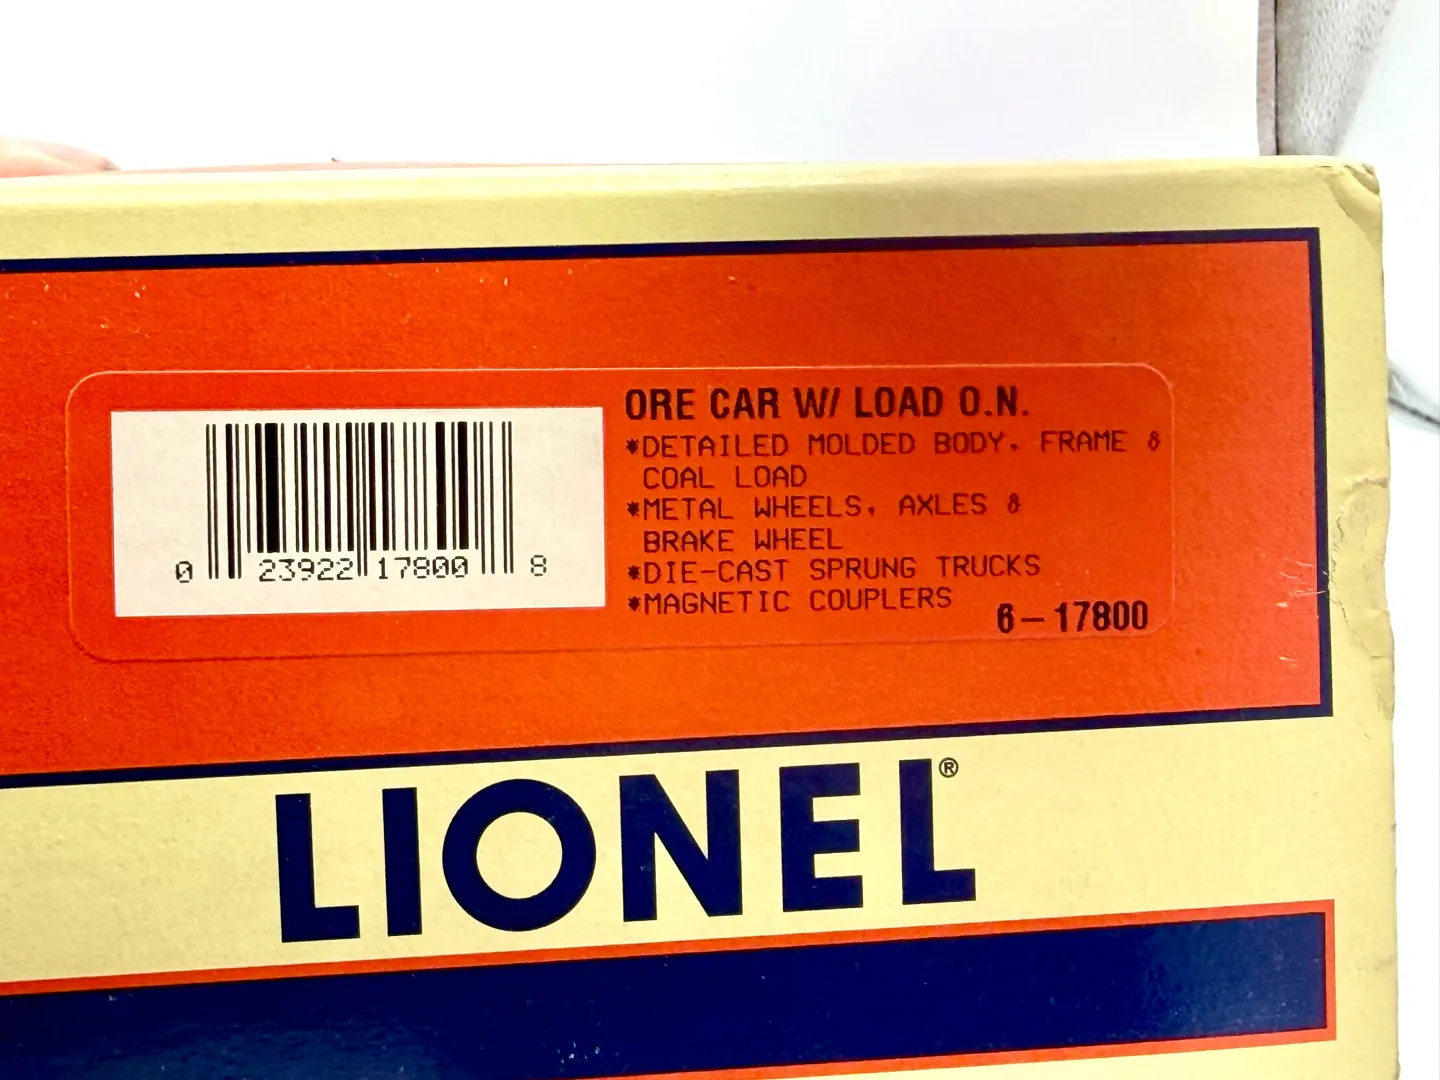 ORE CAR W/ LOAD O.N.
*DETAILED MOLDED BODY, FRAME &
COAL LOAD
*METAL WHEELS, AXLES &
BRAKE WHEEL
*DIE-CAST SPRUNG TRUCKS
*MAGNETIC COUPLERS
6-17800
0 23922 17800 8
LIONEL®